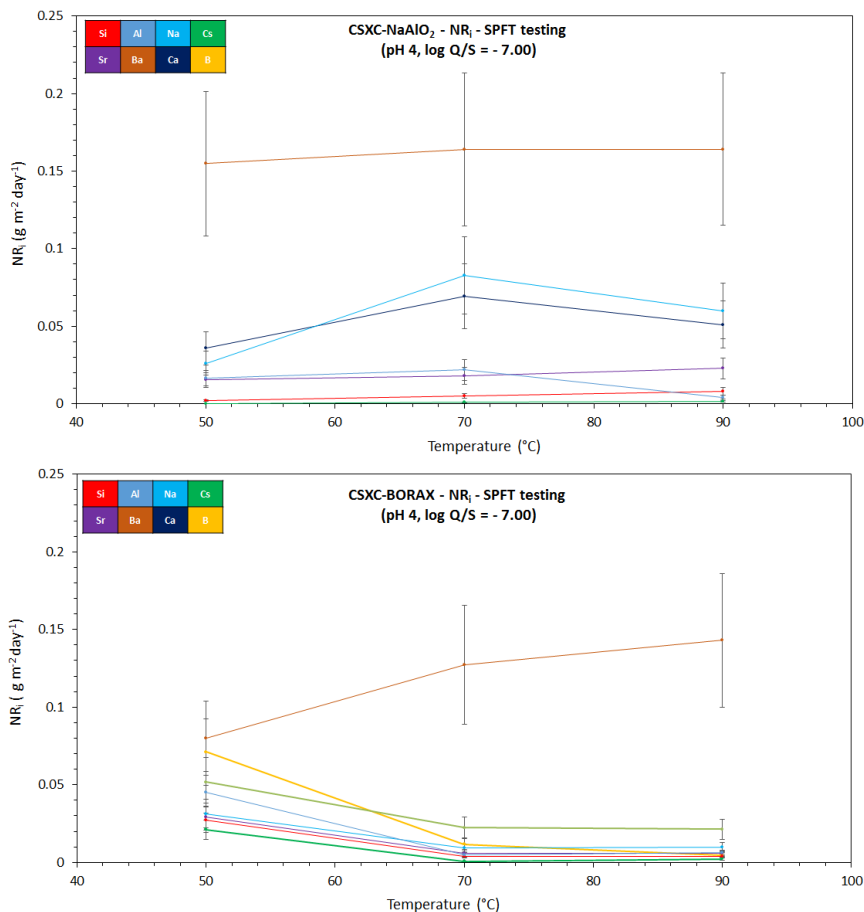 CSXC-NaAlO₂ - NRᵢ - SPFT testing
(pH 4, log Q/S = - 7.00)
Si Al Na Cs
Sr Ba Ca B
0.25
0.2
0.15
0.1
0.05
0
NRᵢ (g m⁻² day⁻¹)
40 50 60 70 80 90 100
Temperature (°C)
CSXC-BORAX - NRᵢ - SPFT testing
(pH 4, log Q/S = - 7.00)
Si Al Na Cs
Sr Ba Ca B
0.25
0.2
0.15
0.1
0.05
0
NRᵢ ( g m⁻² day⁻¹)
40 50 60 70 80 90 100
Temperature (°C)